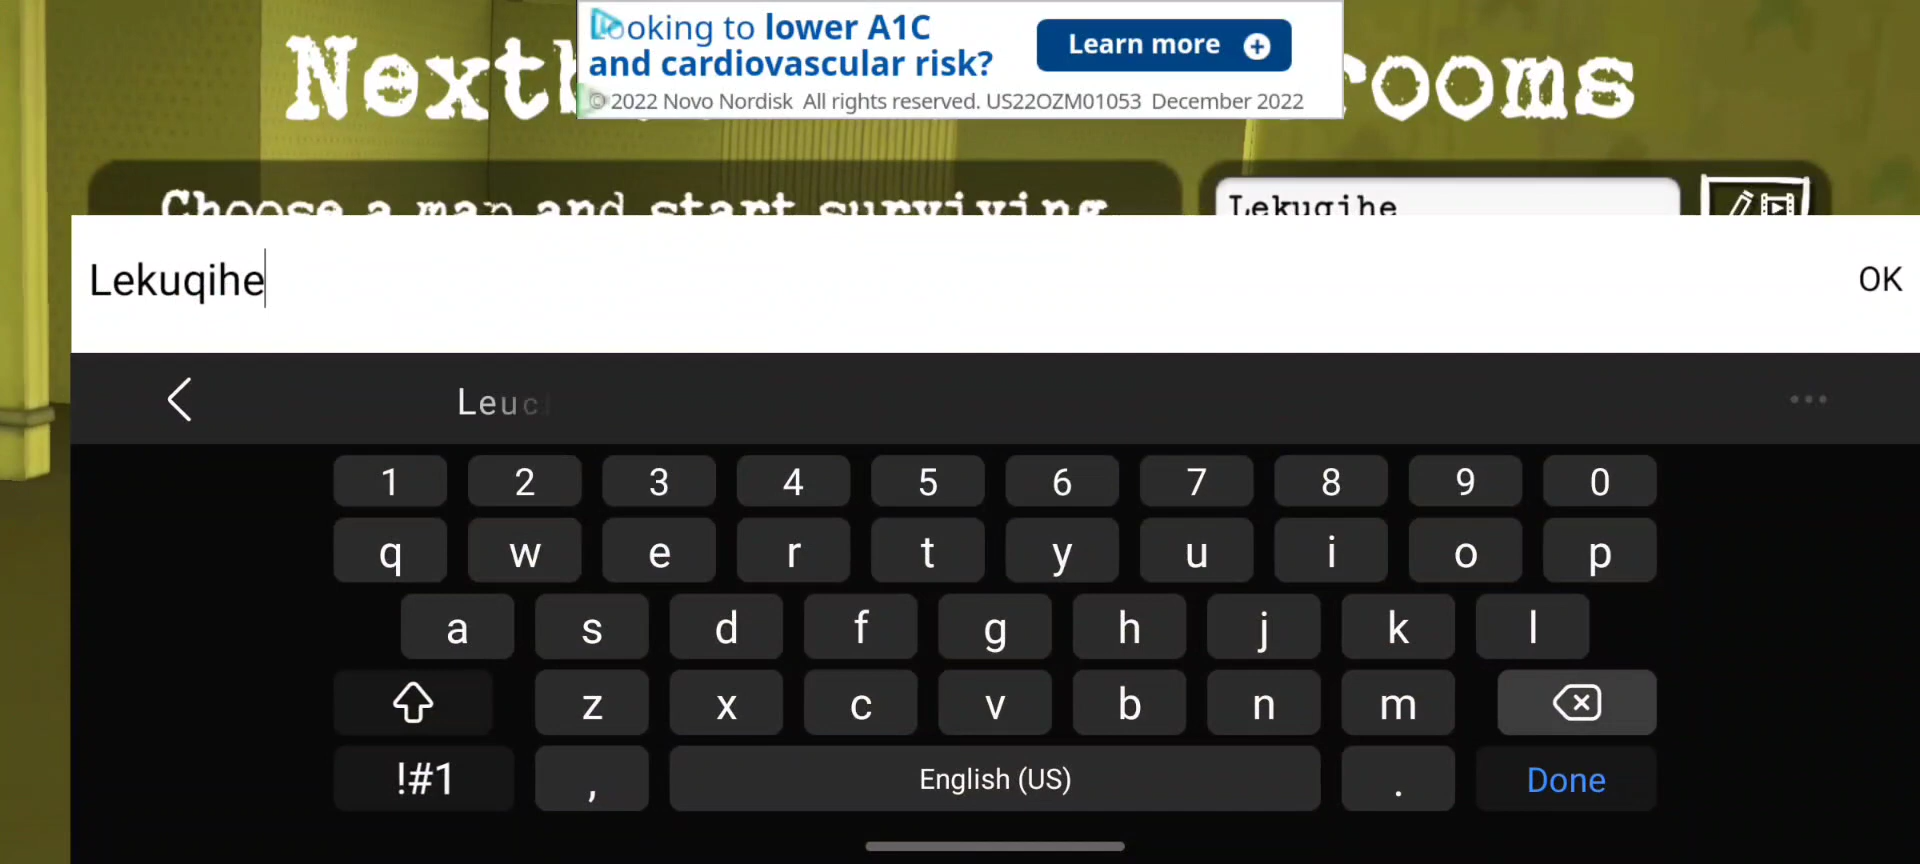 Looking to lower A1C
and cardiovascular risk?
Learn more
© 2022 Novo Nordisk All rights reserved. US22OZM01053 December 2022
rooms
Choose a map and start surviving
Lekuqihe
Lekuqihe
OK
1 2 3 4 5 6 7 8 9 0
q w e r t y u i o p
a s d f g h j k l
z x c v b n m
!#1 , English (US) . Done